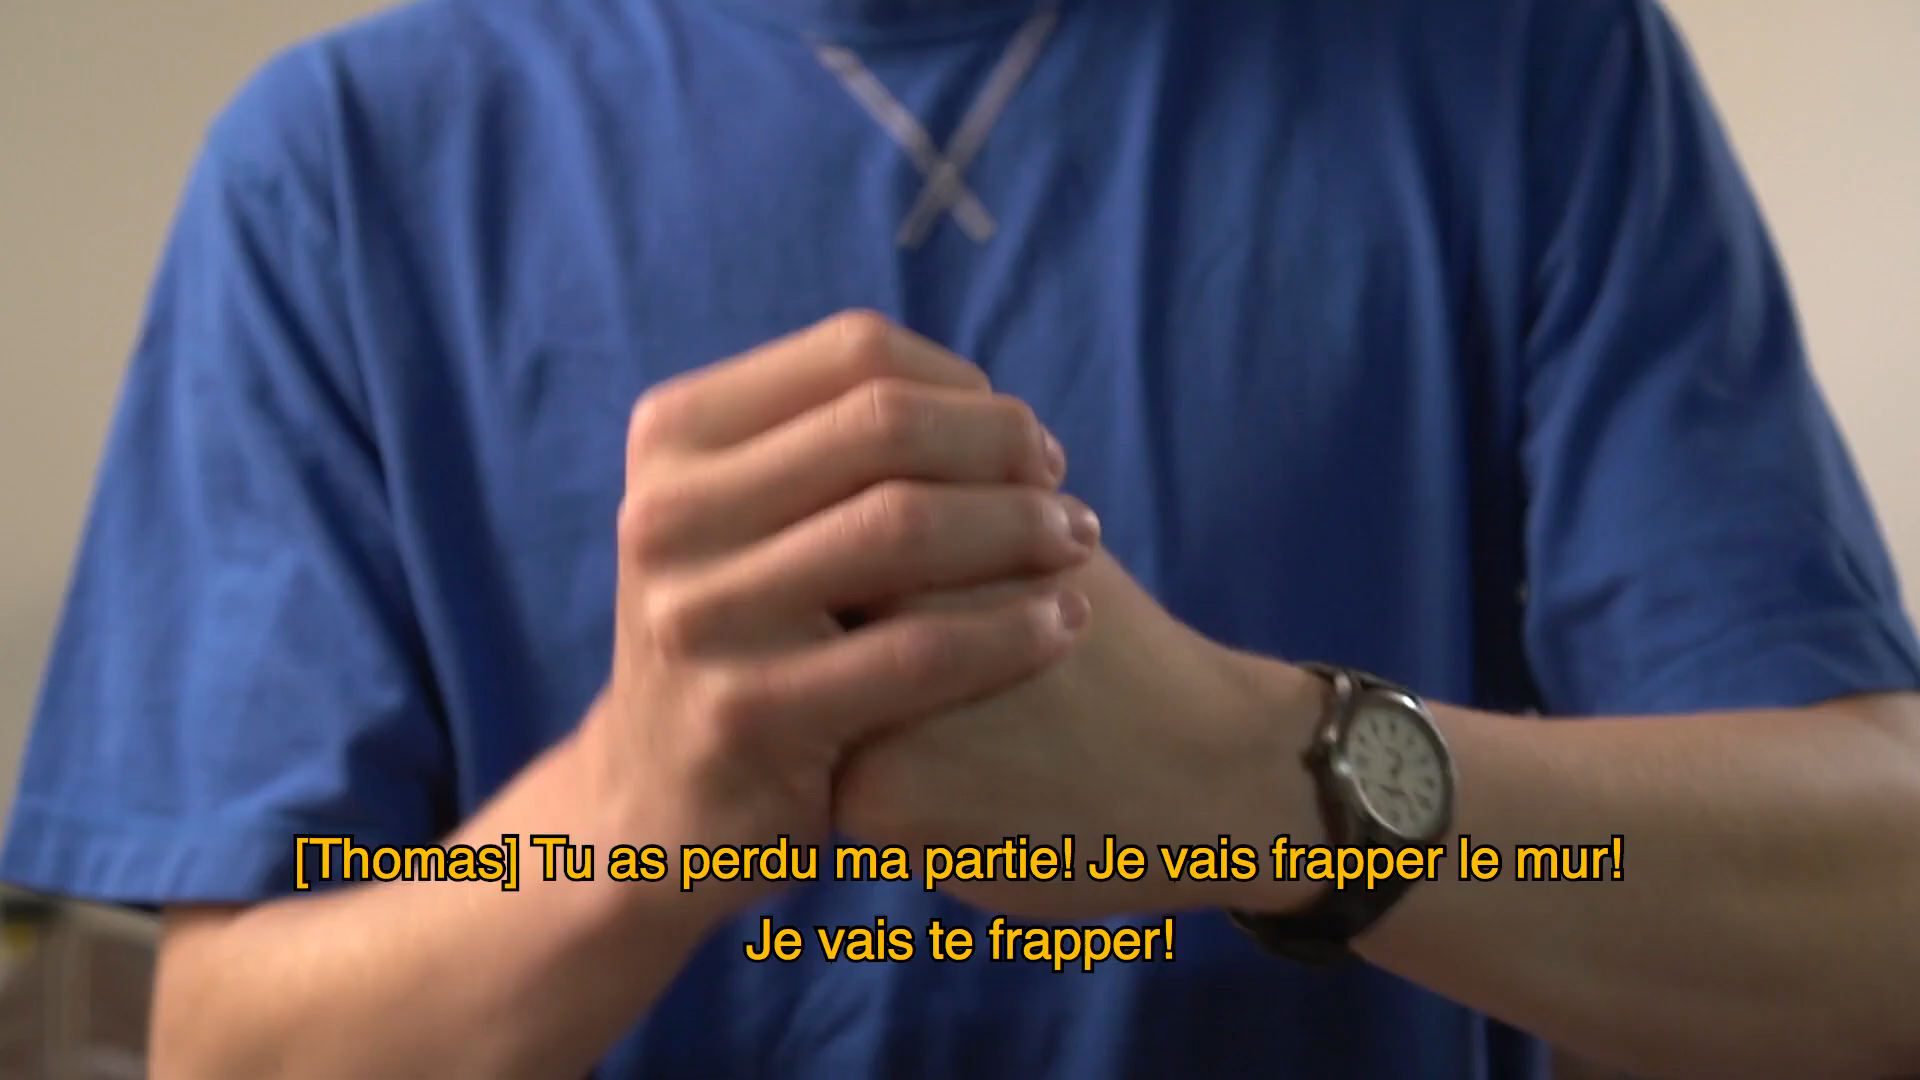 [Thomas] Tu as perdu ma partie! Je vais frapper le mur!
Je vais te frapper!